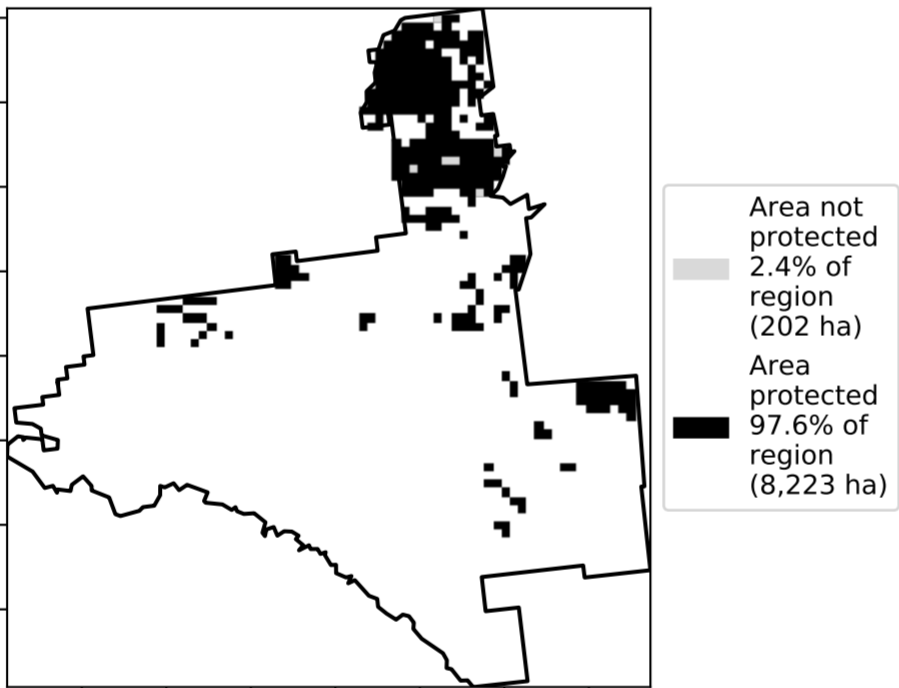 Area not
protected
2.4% of
region
(202 ha)
Area
protected
97.6% of
region
(8,223 ha)